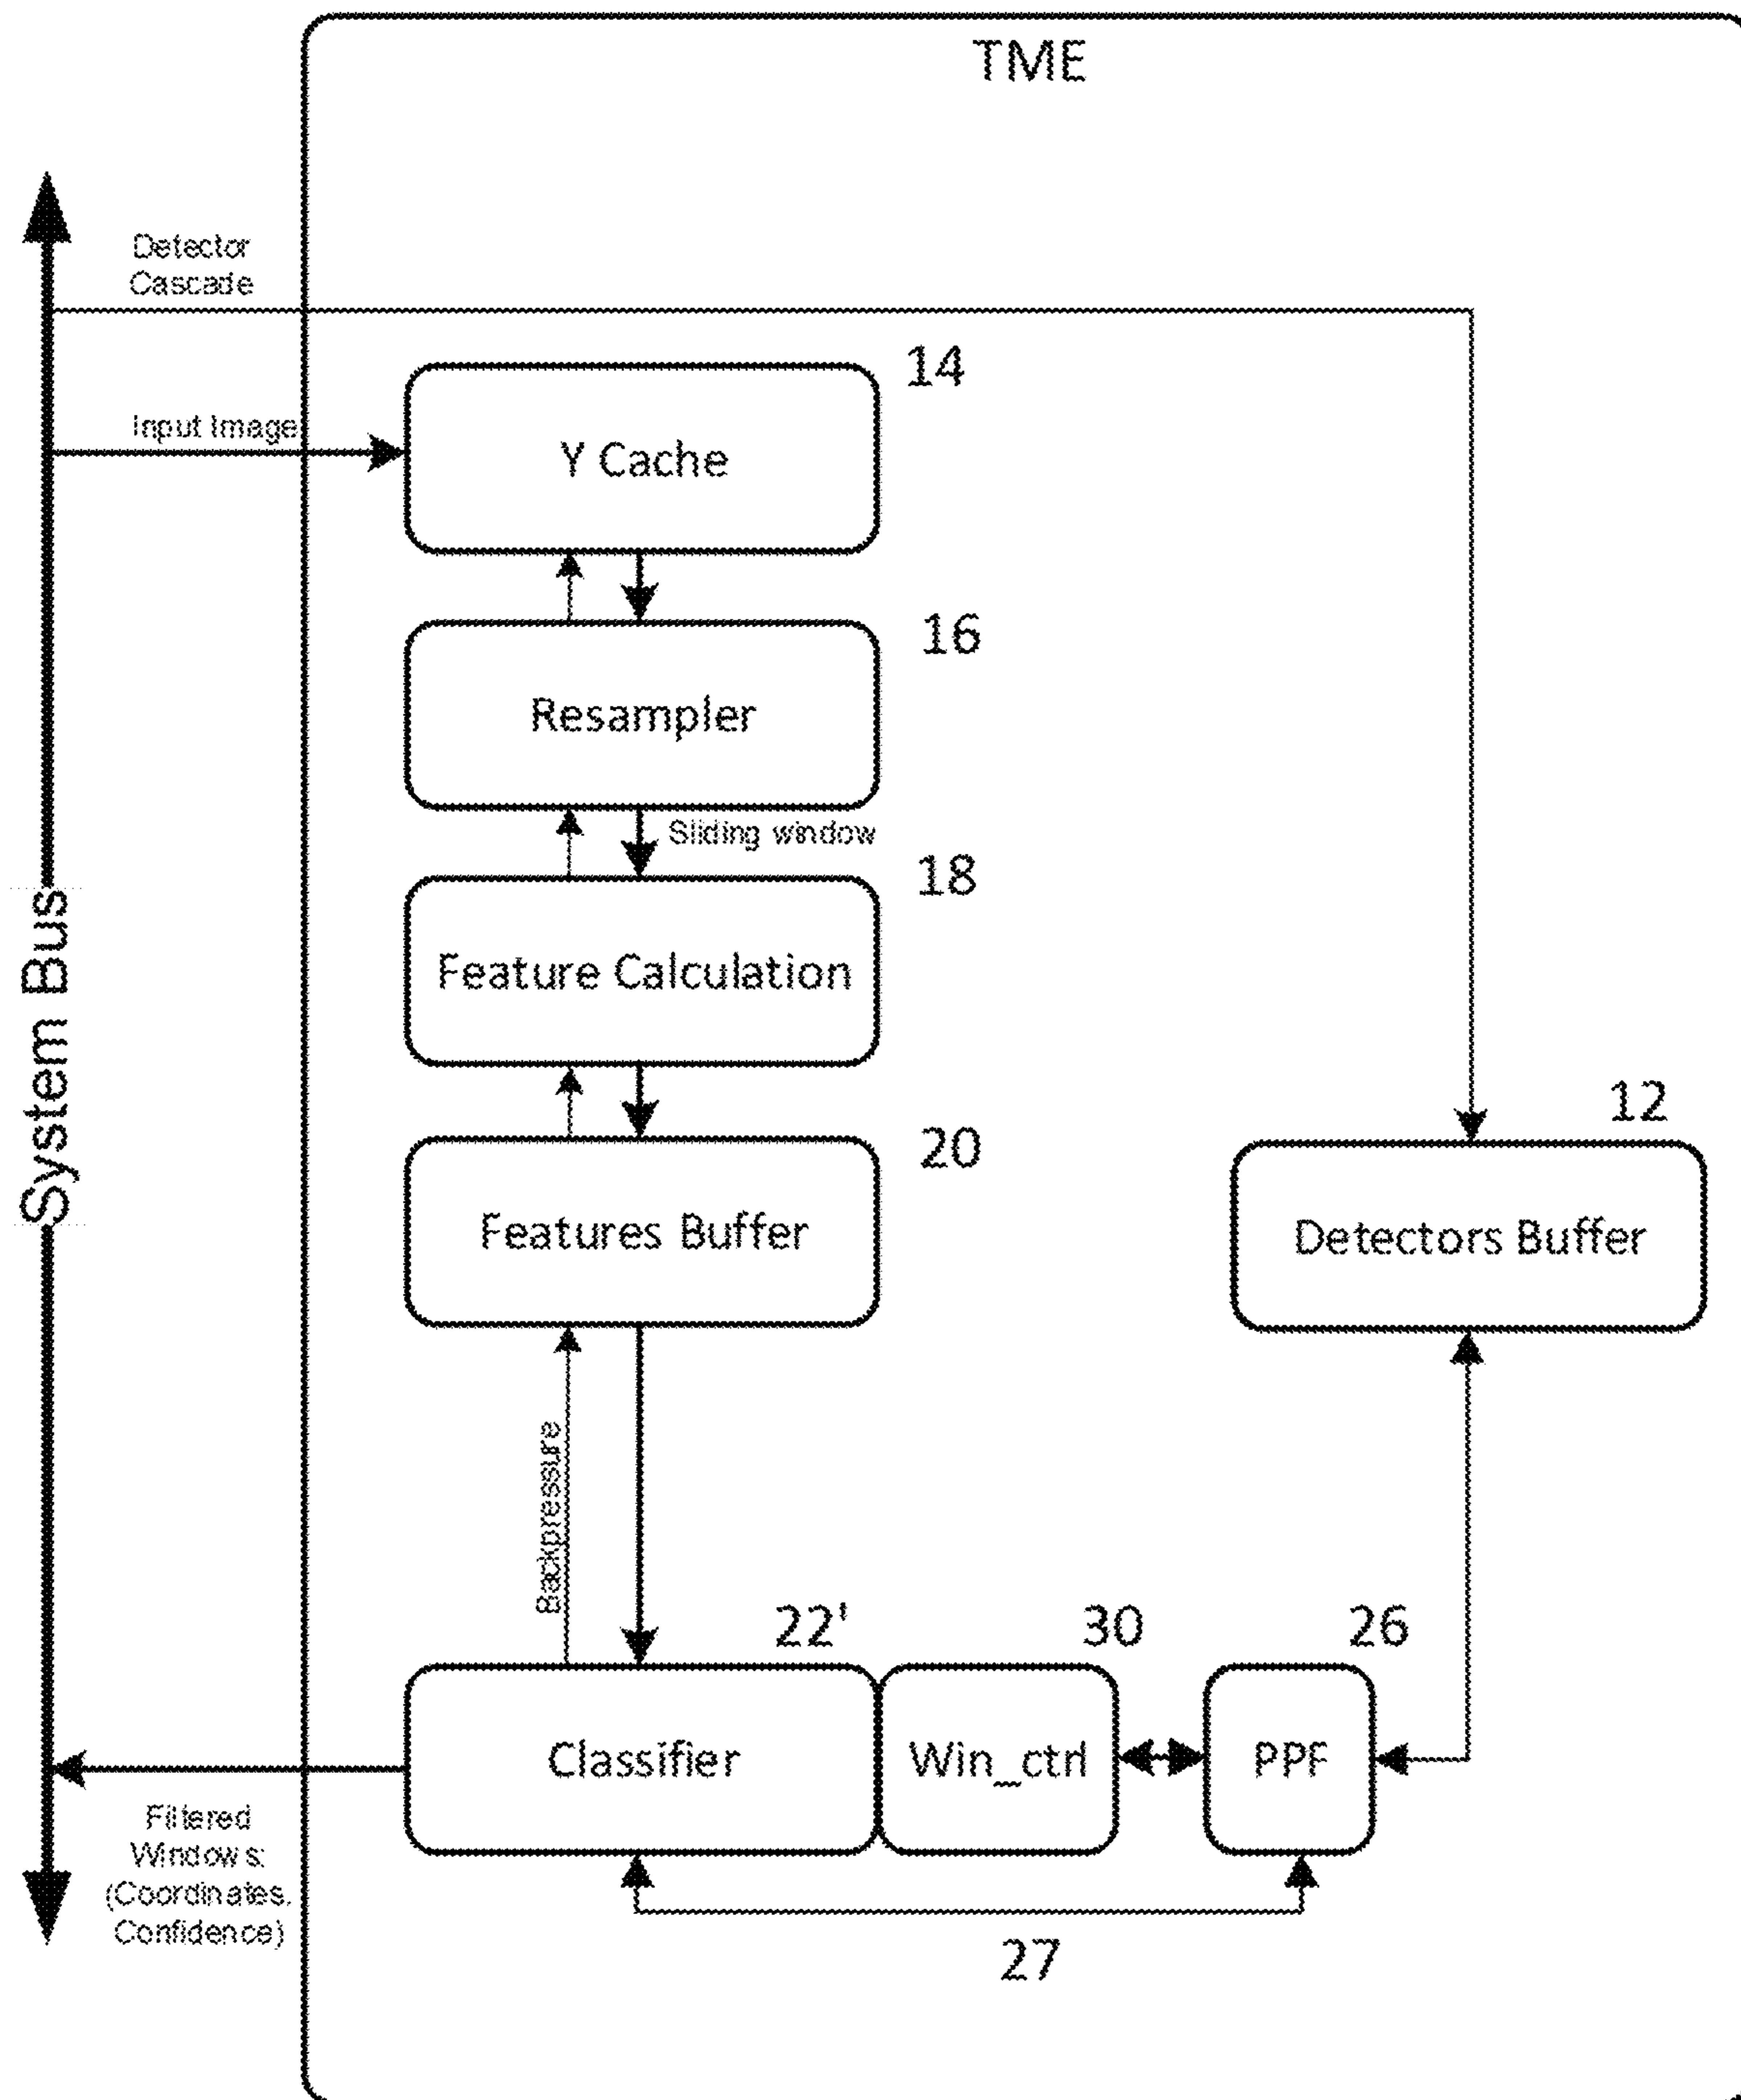 TME
Detector
Cascade
14
Input Image
Y Cache
16
Resampler
Sliding window
18
Feature Calculation
System Bus
12
20
Features Buffer
Detectors Buffer
Backpressure
22'
30
26
Classifier
Win_ctrl
PPF
Filtered
Windows:
(Coordinates,
Confidence)
27